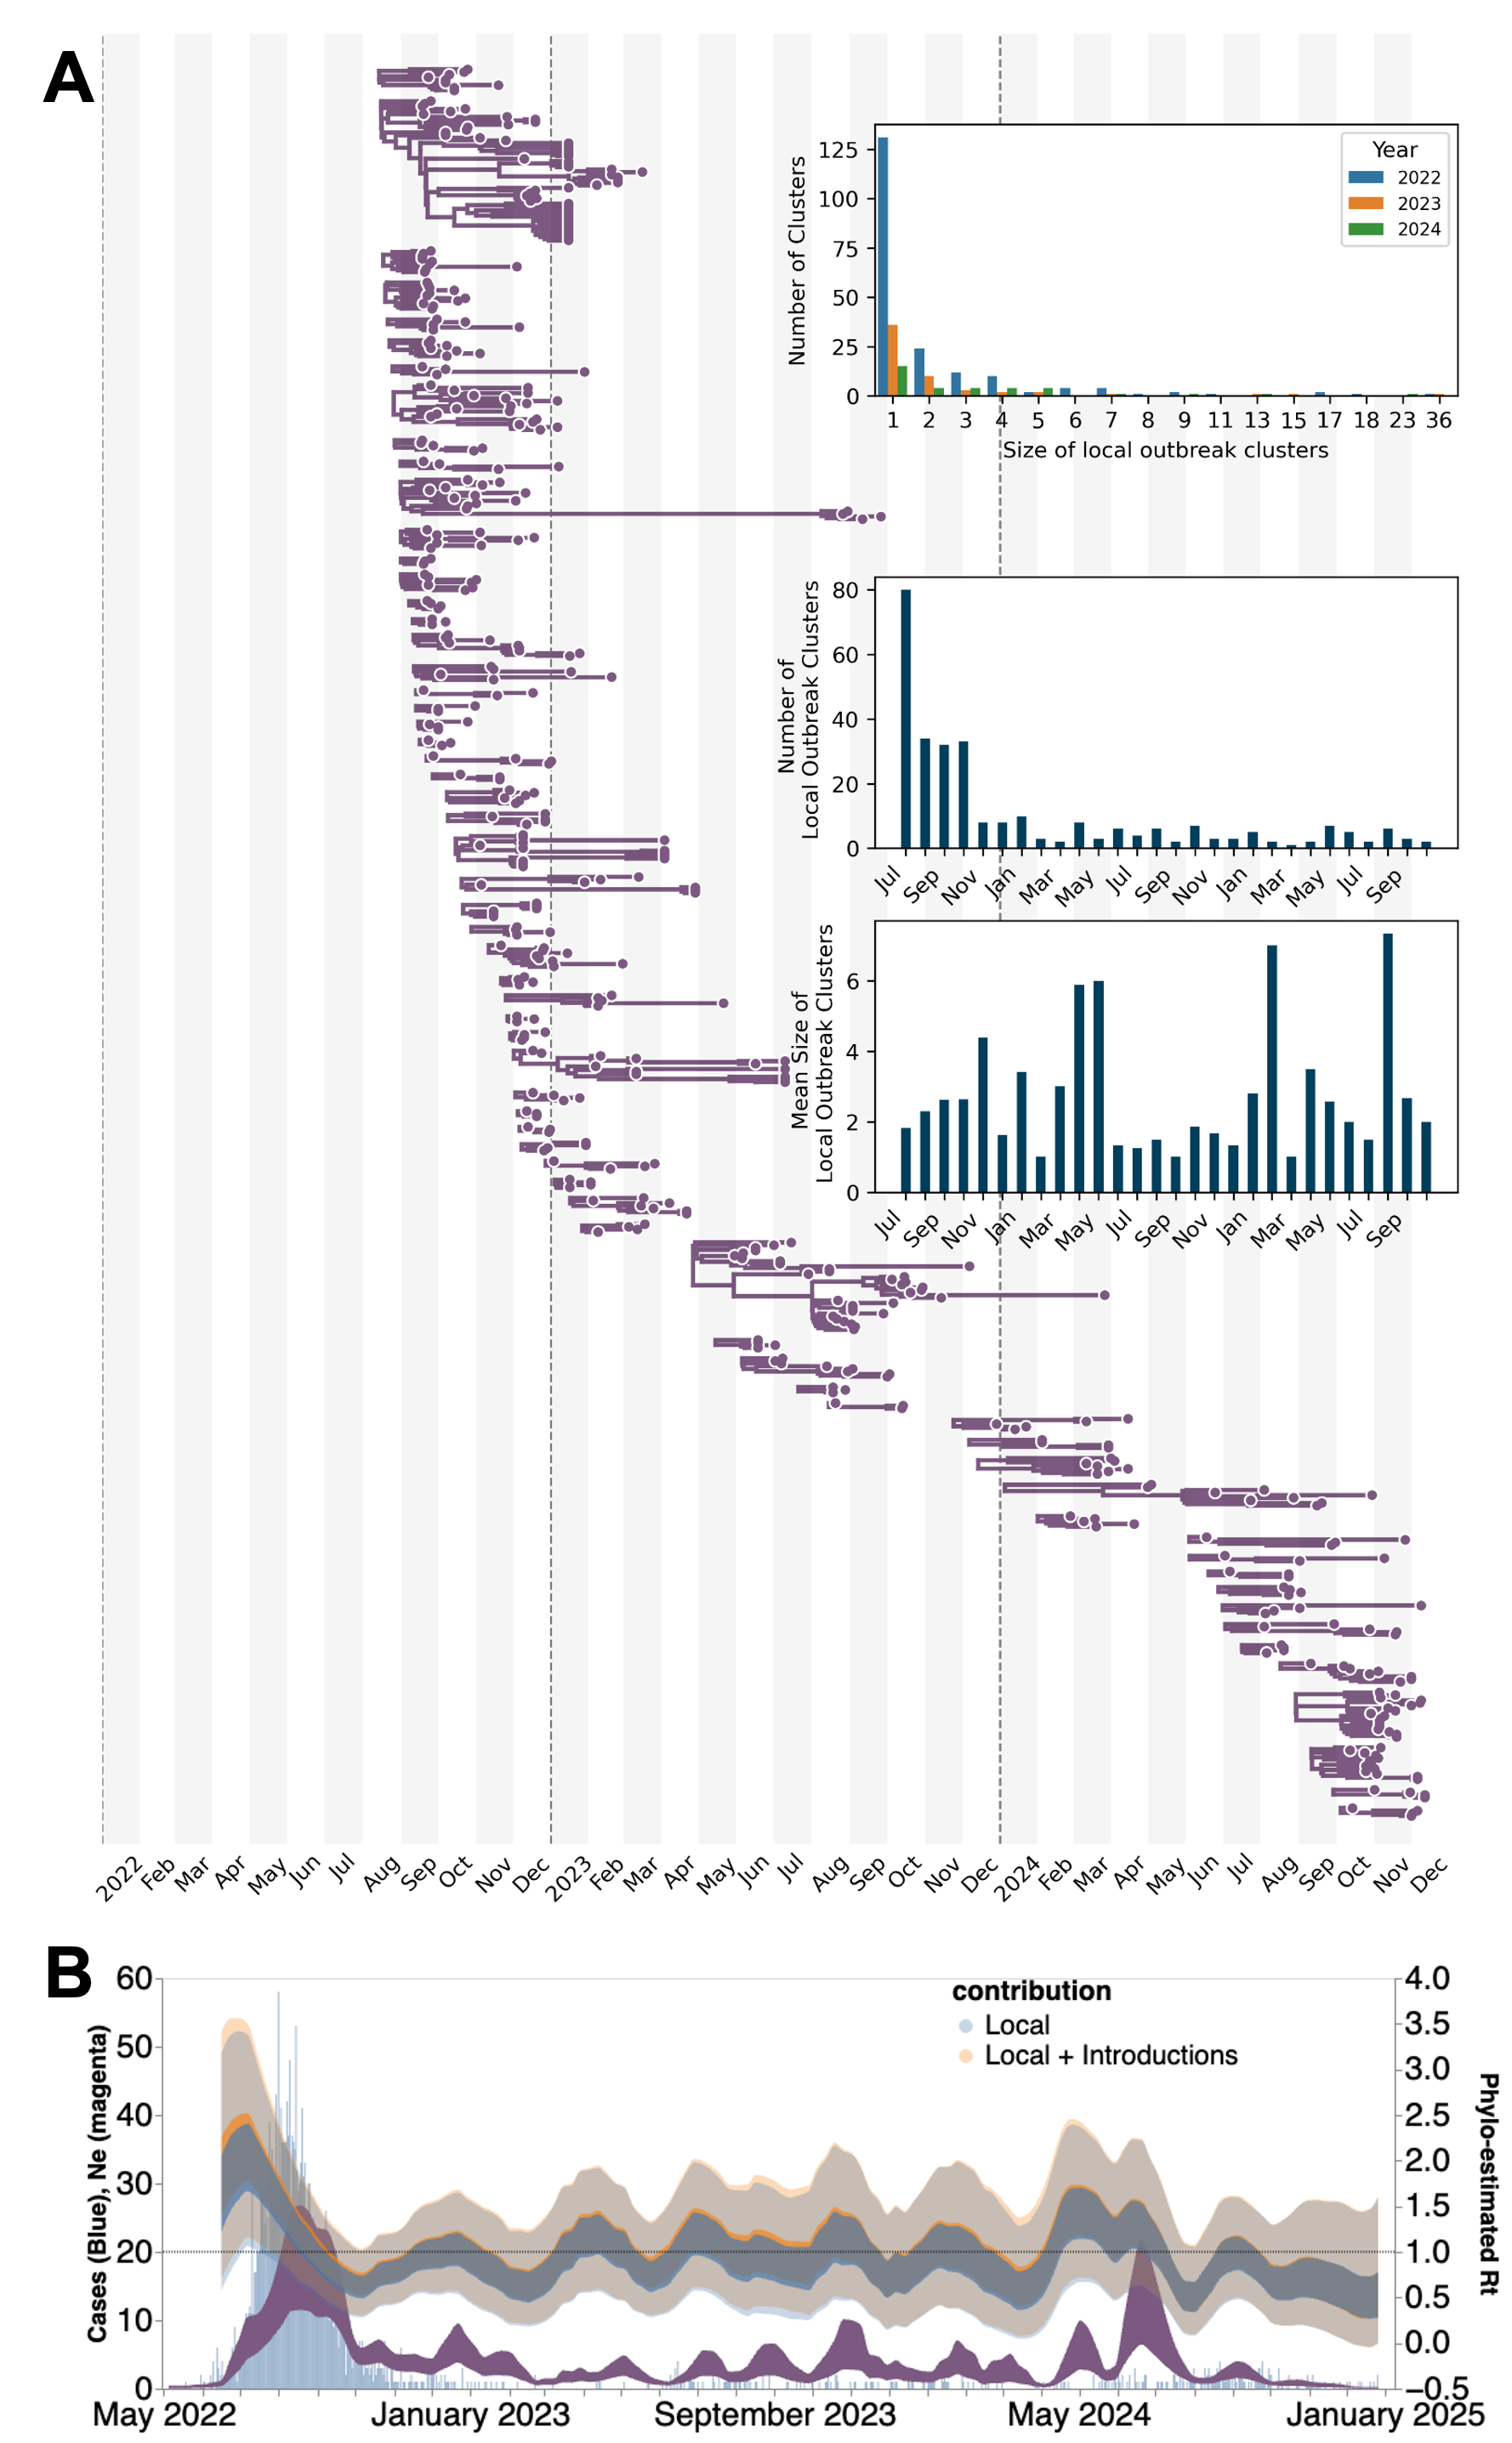 A
125
100
75
50
25
0
Number of Clusters
Year
2022
2023
2024
1 2 3 4 5 6 7 8 9 11 13 15 17 18 23 36
Size of local outbreak clusters
80
60
40
20
0
Number of
Local Outbreak Clusters
Jul Sep Nov Jan Mar May Jul Sep Nov Jan Mar May Jul Sep
6
4
2
0
Mean Size of
Local Outbreak Clusters
Jul Sep Nov Jan Mar May Jul Sep Nov Jan Mar May Jul Sep
2022 Feb Mar Apr May Jun Jul Aug Sep Oct Nov Dec 2023 Feb Mar Apr May Jun Jul Aug Sep Oct Nov Dec 2024 Feb Mar Apr May Jun Jul Aug Sep Oct Nov Dec
B
60
50
40
30
20
10
0
Cases (Blue), Ne (magenta)
contribution
Local
Local + Introductions
4.0
3.5
3.0
2.5
2.0
1.5
1.0
0.5
0.0
−0.5
Phylo-estimated Rt
May 2022 January 2023 September 2023 May 2024 January 2025